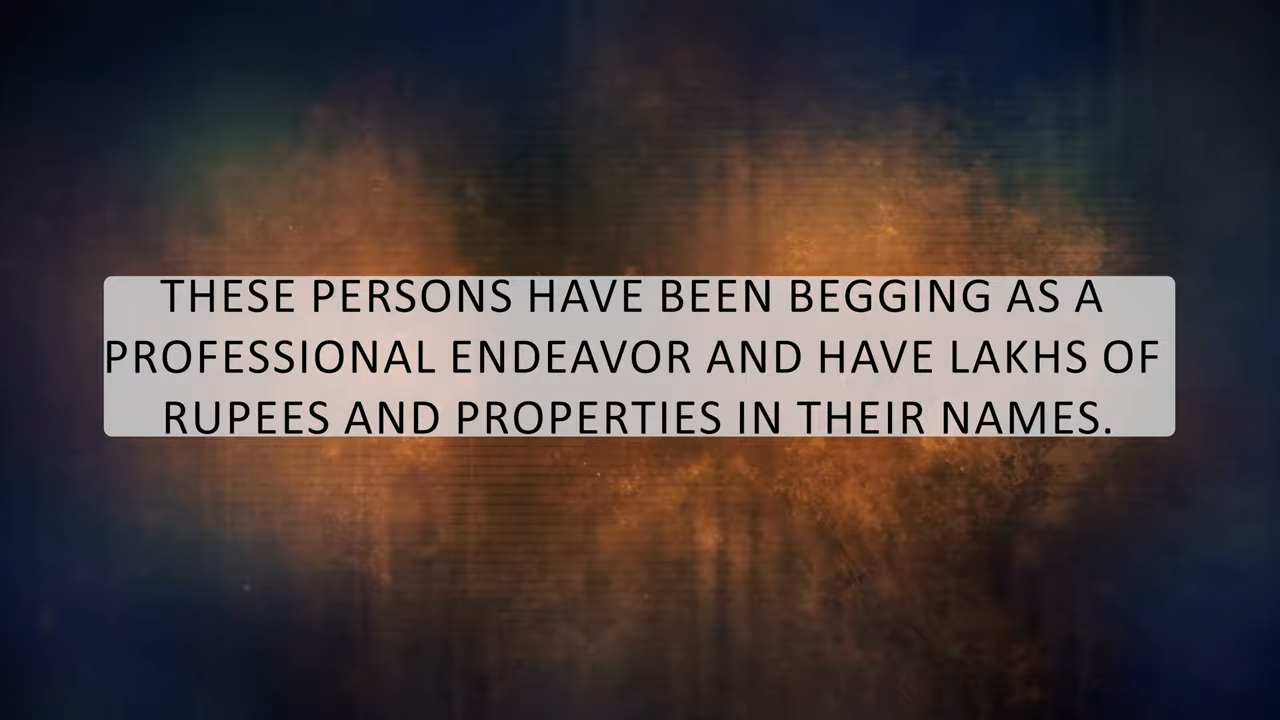 THESE PERSONS HAVE BEEN BEGGING AS A
PROFESSIONAL ENDEAVOR AND HAVE LAKHS OF
RUPEES AND PROPERTIES IN THEIR NAMES.